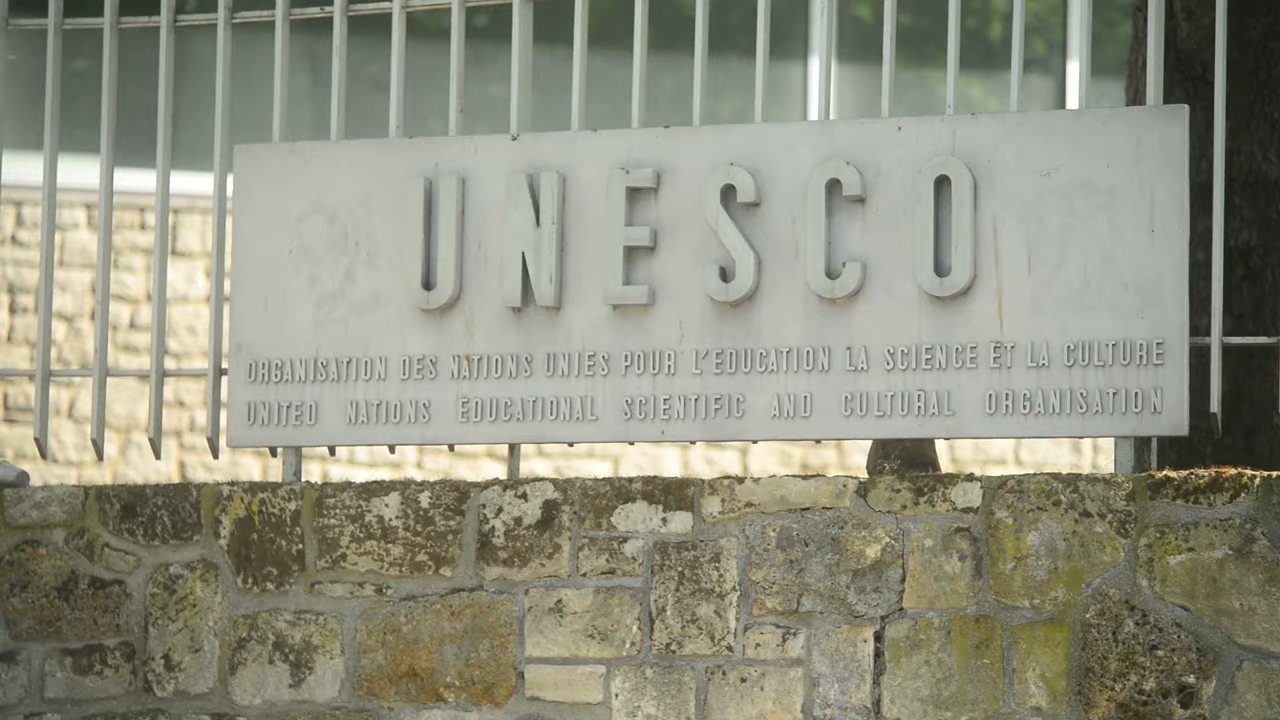 UNESCO
ORGANISATION DES NATIONS UNIES POUR L'EDUCATION LA SCIENCE ET LA CULTURE
UNITED NATIONS EDUCATIONAL SCIENTIFIC AND CULTURAL ORGANISATION